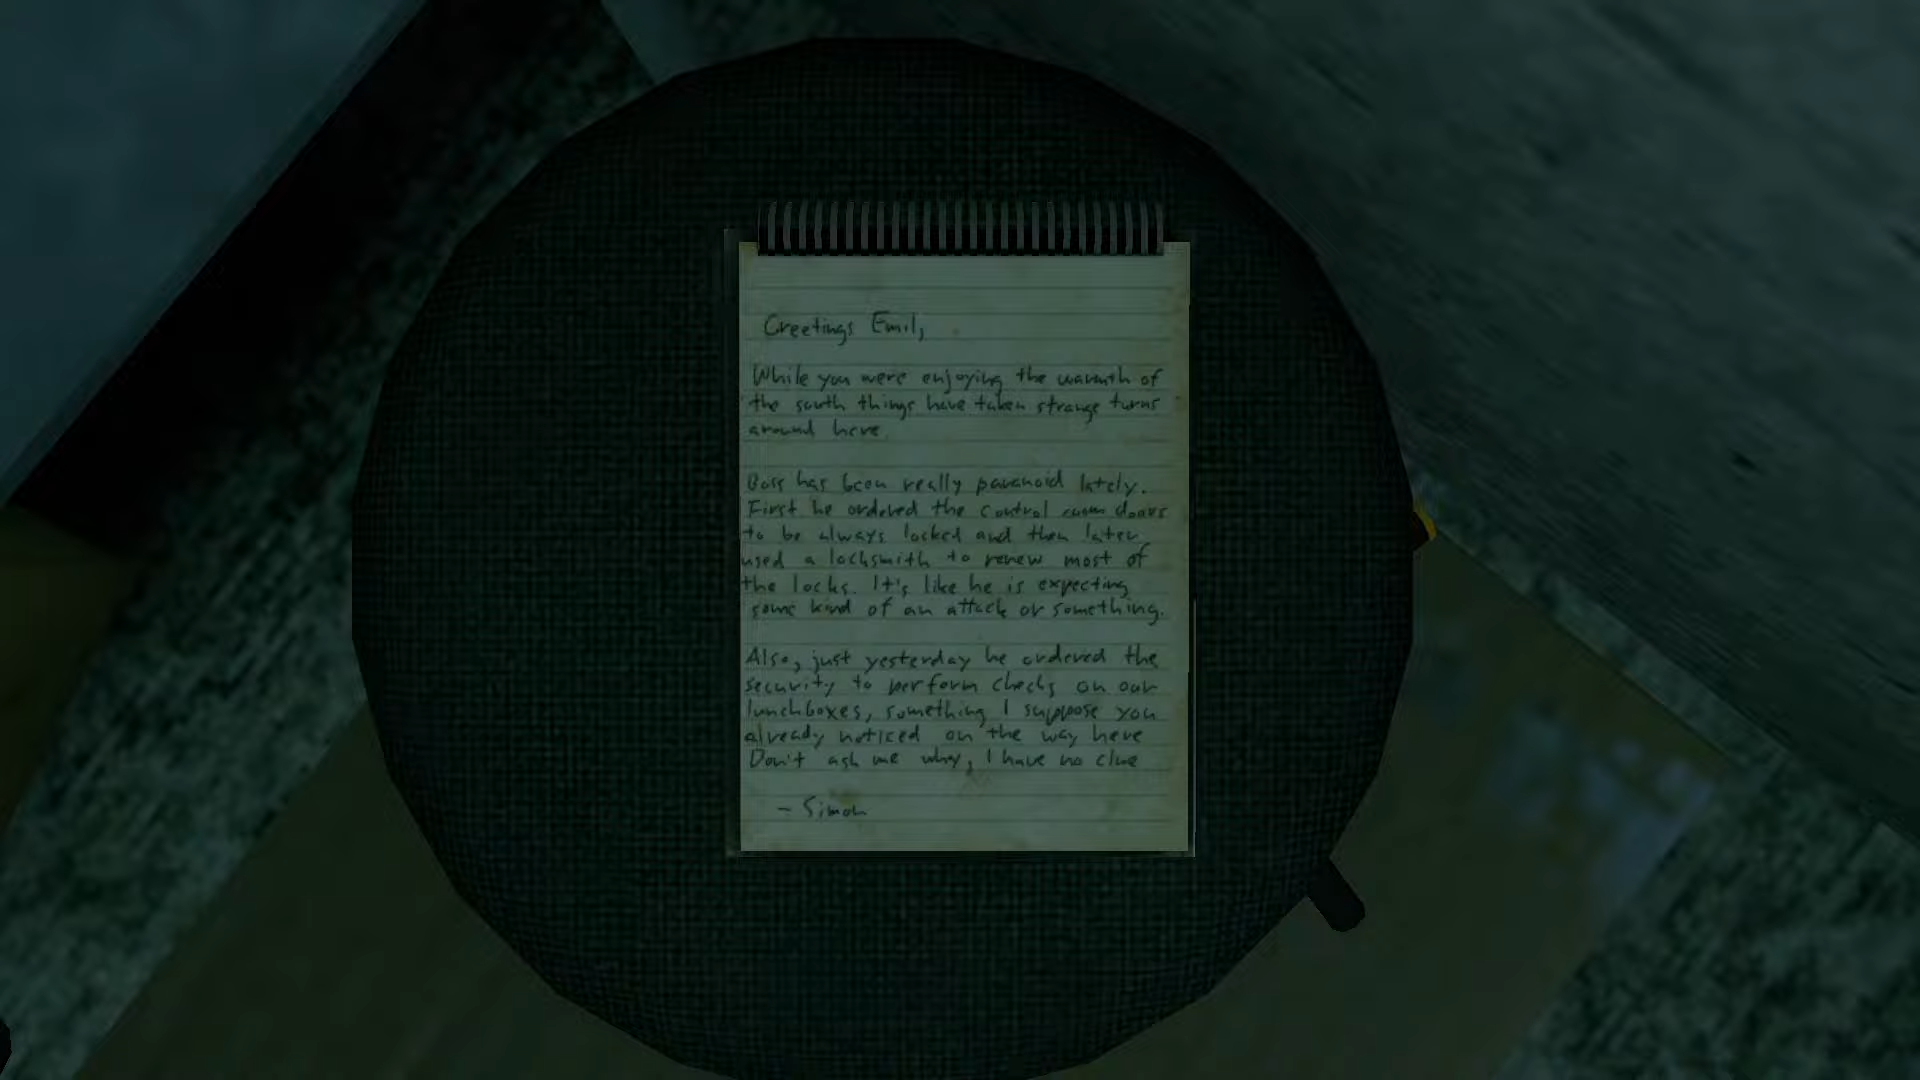 Greetings Emil,
While you were enjoying the warmth of
the south things have taken strange turns
around here.
Boss has been really paranoid lately.
First he ordered the control room doors
to be always locked and then later
used a locksmith to renew most of
the locks. It's like he is expecting
some kind of an attack or something.
Also, just yesterday he ordered the
security to perform checks on our
lunchboxes, something I suppose you
already noticed on the way here
Don't ask me why, I have no clue
- Simon